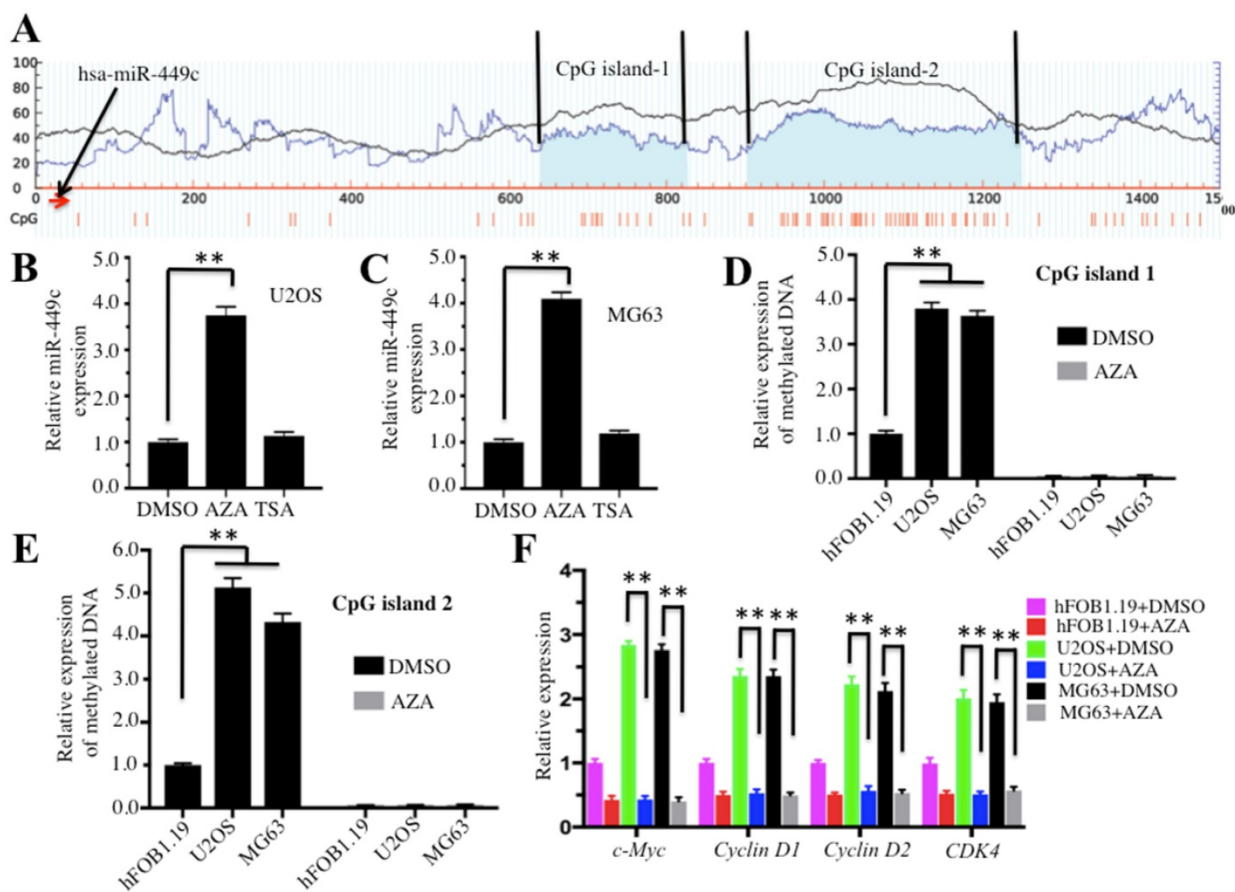 A
100
80
60
40
20
0
hsa-miR-449c
CpG island-1
CpG island-2
0 200 400 600 800 1000 1200 1400 1500
CpG
B
Relative miR-449c
expression
5.0
4.0
3.0
2.0
1.0
0.0
**
U2OS
DMSO AZA TSA
C
Relative miR-449c
expression
5.0
4.0
3.0
2.0
1.0
0.0
**
MG63
DMSO AZA TSA
D
Relative expression
of methylated DNA
5.0
4.0
3.0
2.0
1.0
0.0
**
CpG island 1
DMSO
AZA
hFOB1.19 U2OS MG63 hFOB1.19 U2OS MG63
E
Relative expression
of methylated DNA
6.0
5.0
4.0
3.0
2.0
1.0
0.0
**
CpG island 2
DMSO
AZA
hFOB1.19 U2OS MG63 hFOB1.19 U2OS MG63
F
Relative expression
4
3
2
1
0
** ** ** ** ** ** ** **
c-Myc Cyclin D1 Cyclin D2 CDK4
hFOB1.19+DMSO
hFOB1.19+AZA
U2OS+DMSO
U2OS+AZA
MG63+DMSO
MG63+AZA